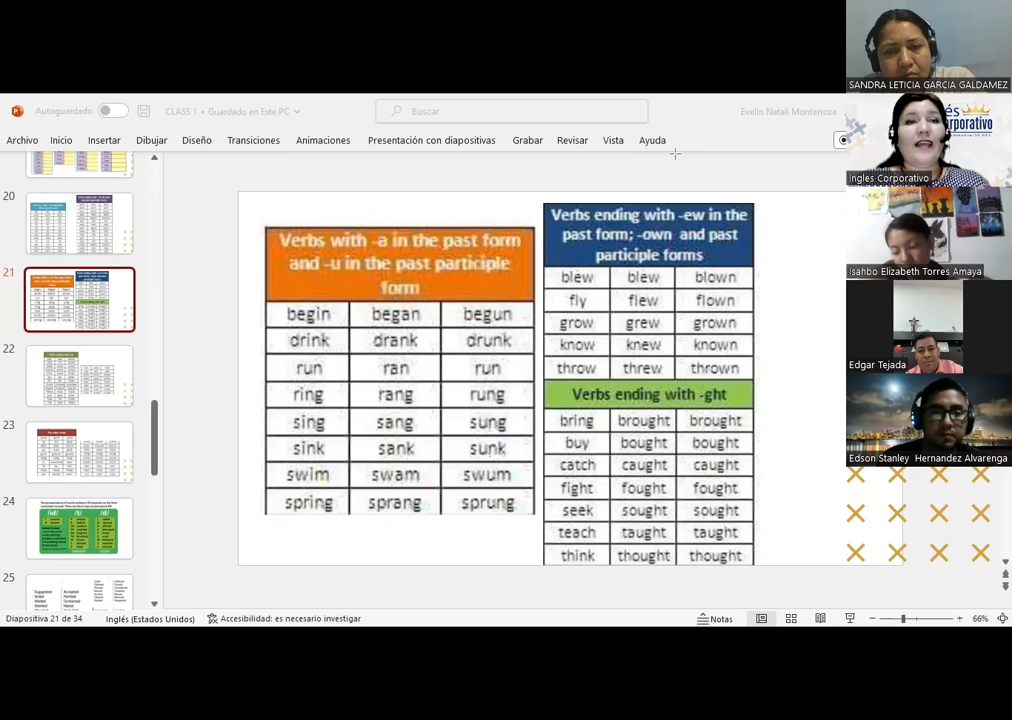 SANDRA LETICIA GARCIA GALDAMEZ
Autoguardado
CLASS 1 • Guardado en Este PC
Buscar
Evelin Natali Monterroza
Archivo Inicio Insertar Dibujar Diseño Transiciones Animaciones Presentación con diapositivas Grabar Revisar Vista Ayuda
Ingles Corporativo
Isahbo Elizabeth Torres Amaya
Edgar Tejada
Edson Stanley Hernandez Alvarenga
20
21
22
23
24
25
Verbs with -a in the past form
and -u in the past participle
form
begin began begun
drink drank drunk
run ran run
ring rang rung
sing sang sung
sink sank sunk
swim swam swum
spring sprang sprung
Verbs ending with -ew in the
past form; -own and past
participle forms
blew blew blown
fly flew flown
grow grew grown
know knew known
throw threw thrown
Verbs ending with -ght
bring brought brought
buy bought bought
catch caught caught
fight fought fought
seek sought sought
teach taught taught
think thought thought
Diapositiva 21 de 34
Inglés (Estados Unidos)
Accesibilidad: es necesario investigar
Notas
66%